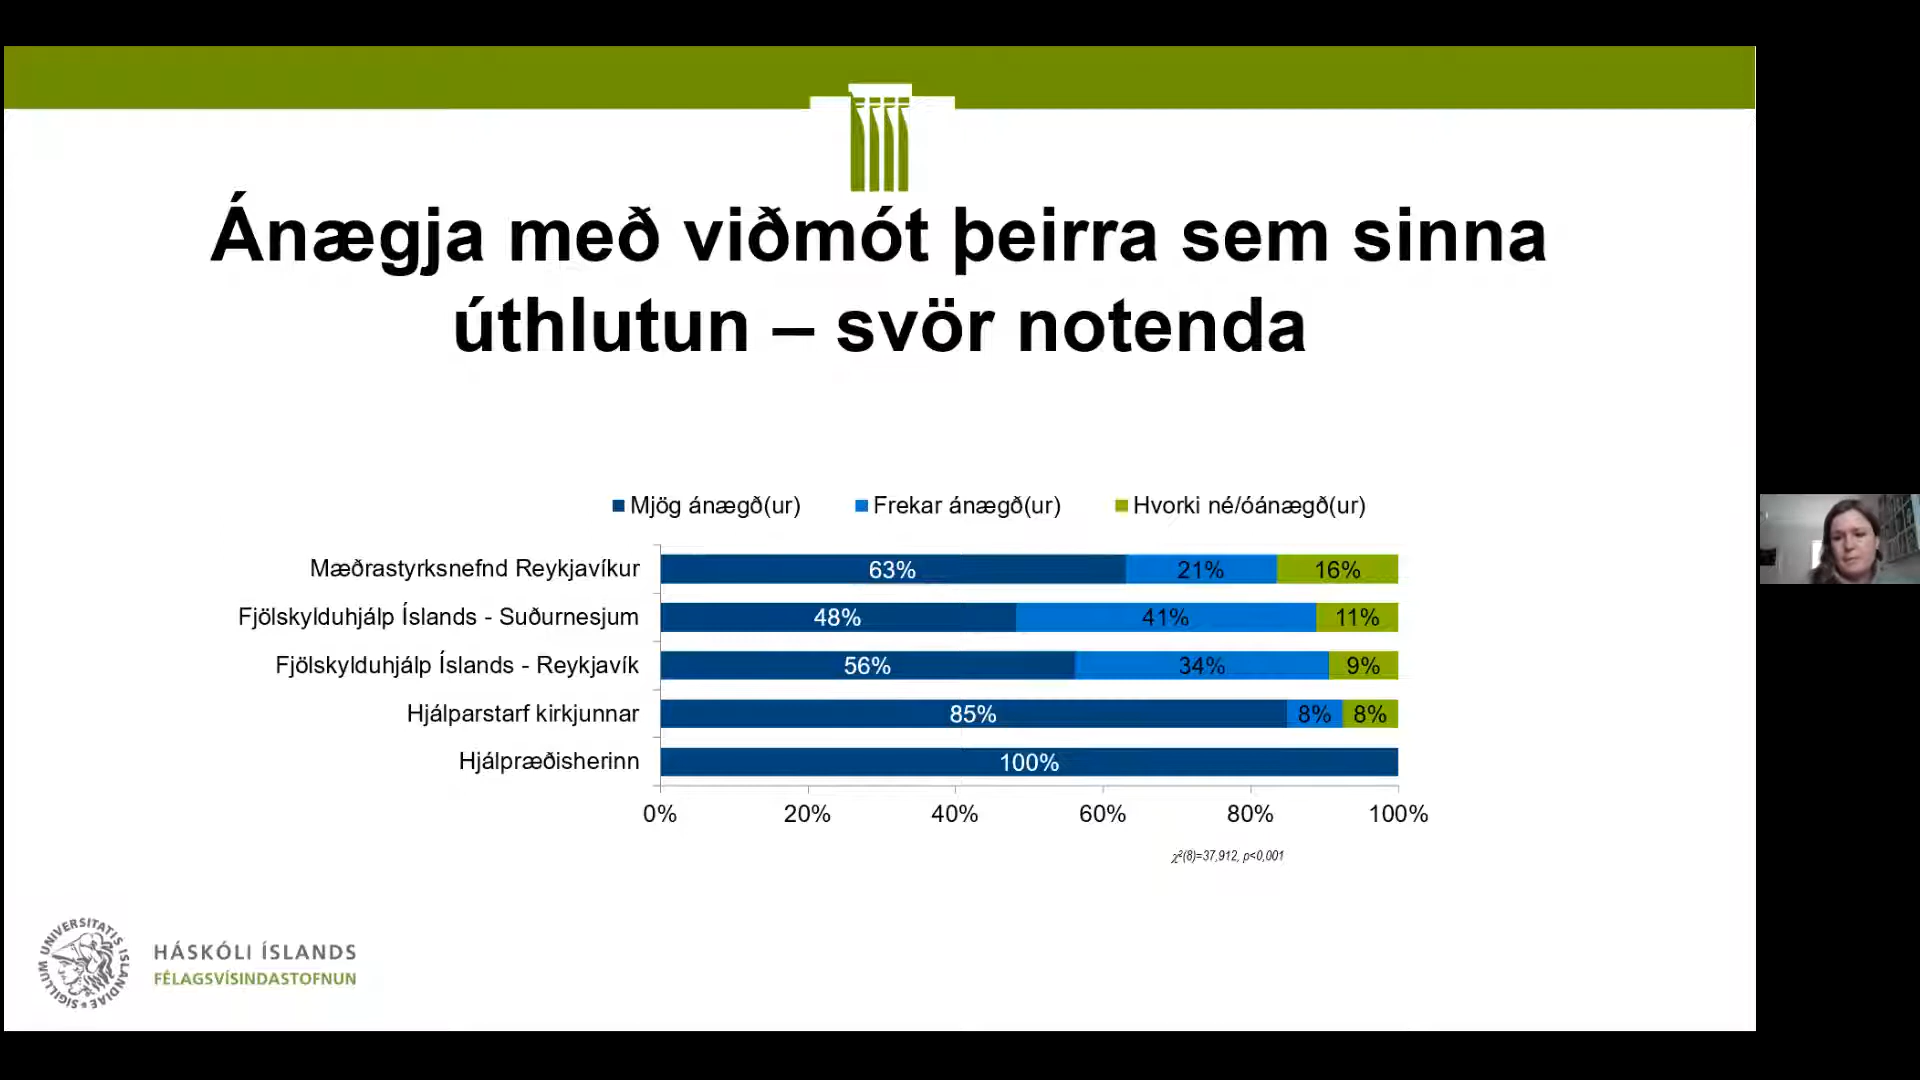 Ánægja með viðmót þeirra sem sinna
úthlutun – svör notenda
Mjög ánægð(ur) Frekar ánægð(ur) Hvorki né/óánægð(ur)
Mæðrastyrksnefnd Reykjavíkur 63% 21% 16%
Fjölskylduhjálp Íslands - Suðurnesjum 48% 41% 11%
Fjölskylduhjálp Íslands - Reykjavík 56% 34% 9%
Hjálparstarf kirkjunnar 85% 8% 8%
Hjálpræðisherinn 100%
0% 20% 40% 60% 80% 100%
χ²(8)=37,912, p<0,001
SIGILLUM UNIVERSITATIS ISLANDIAE
HÁSKÓLI ÍSLANDS
FÉLAGSVÍSINDASTOFNUN